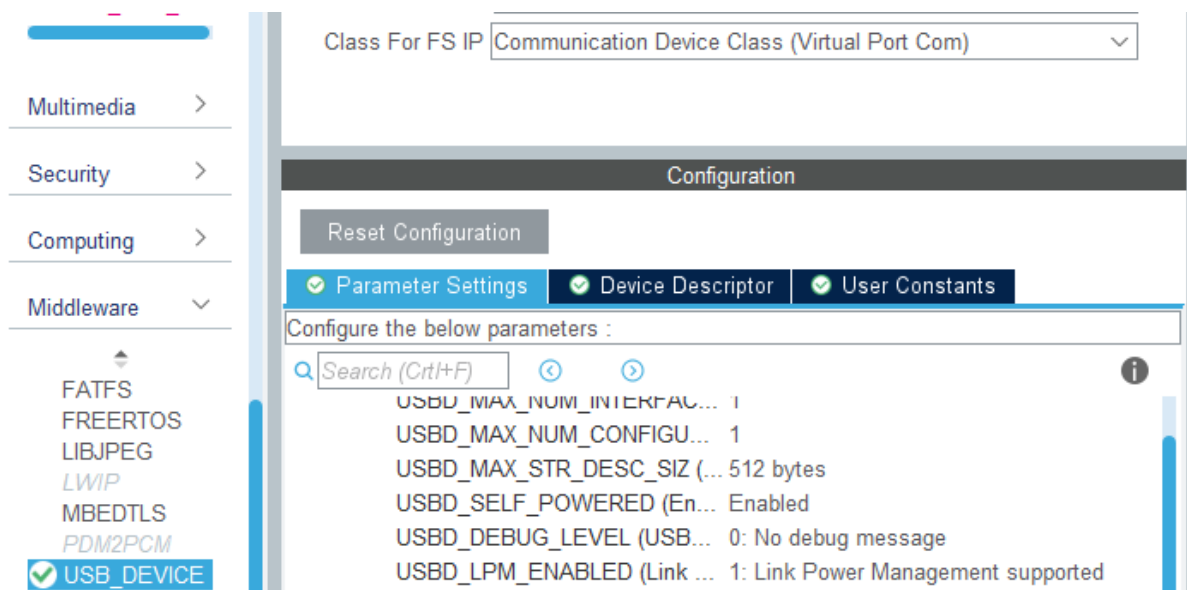 Class For FS IP Communication Device Class (Virtual Port Com)
Multimedia
Security
Computing
Middleware
FATFS
FREERTOS
LIBJPEG
LWIP
MBEDTLS
PDM2PCM
USB_DEVICE
Configuration
Reset Configuration
Parameter Settings Device Descriptor User Constants
Configure the below parameters :
Search (Crtl+F)
USBD_MAX_NUM_INTERFAC... 1
USBD_MAX_NUM_CONFIGU... 1
USBD_MAX_STR_DESC_SIZ (... 512 bytes
USBD_SELF_POWERED (En... Enabled
USBD_DEBUG_LEVEL (USB... 0: No debug message
USBD_LPM_ENABLED (Link ... 1: Link Power Management supported